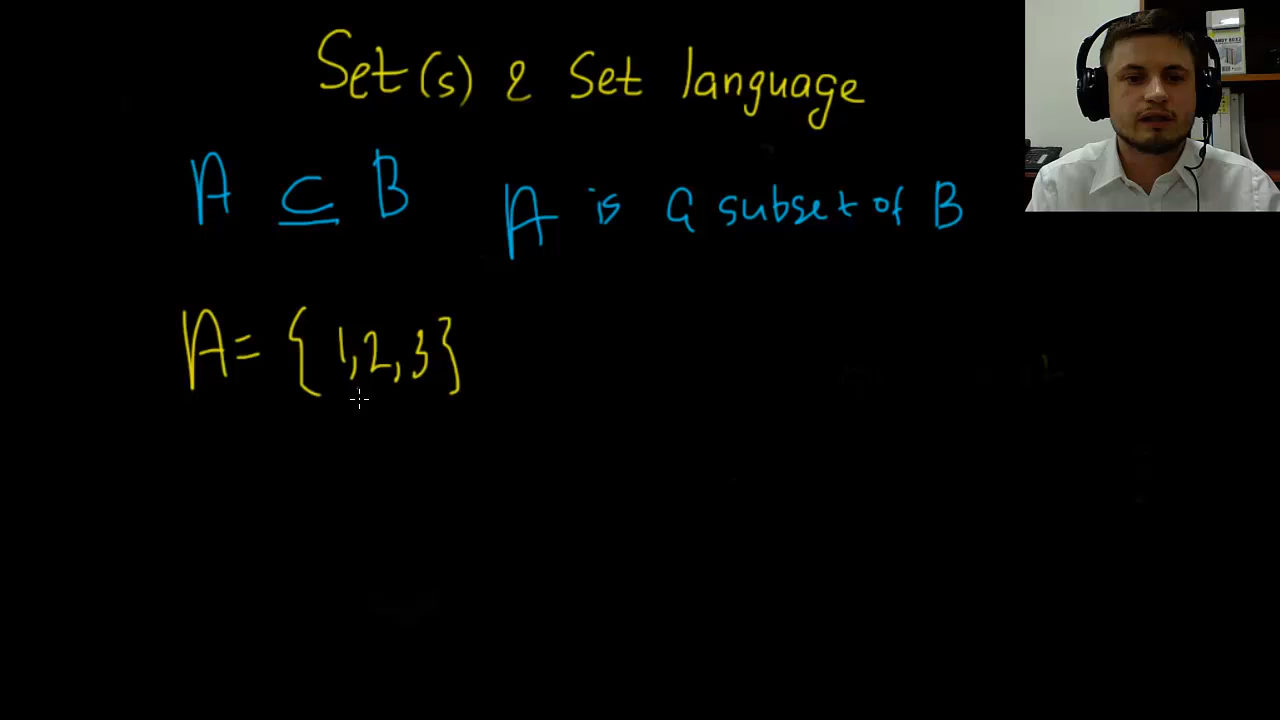 Set(s) & Set language
A ⊆ B A is a subset of B
A = { 1, 2, 3 }